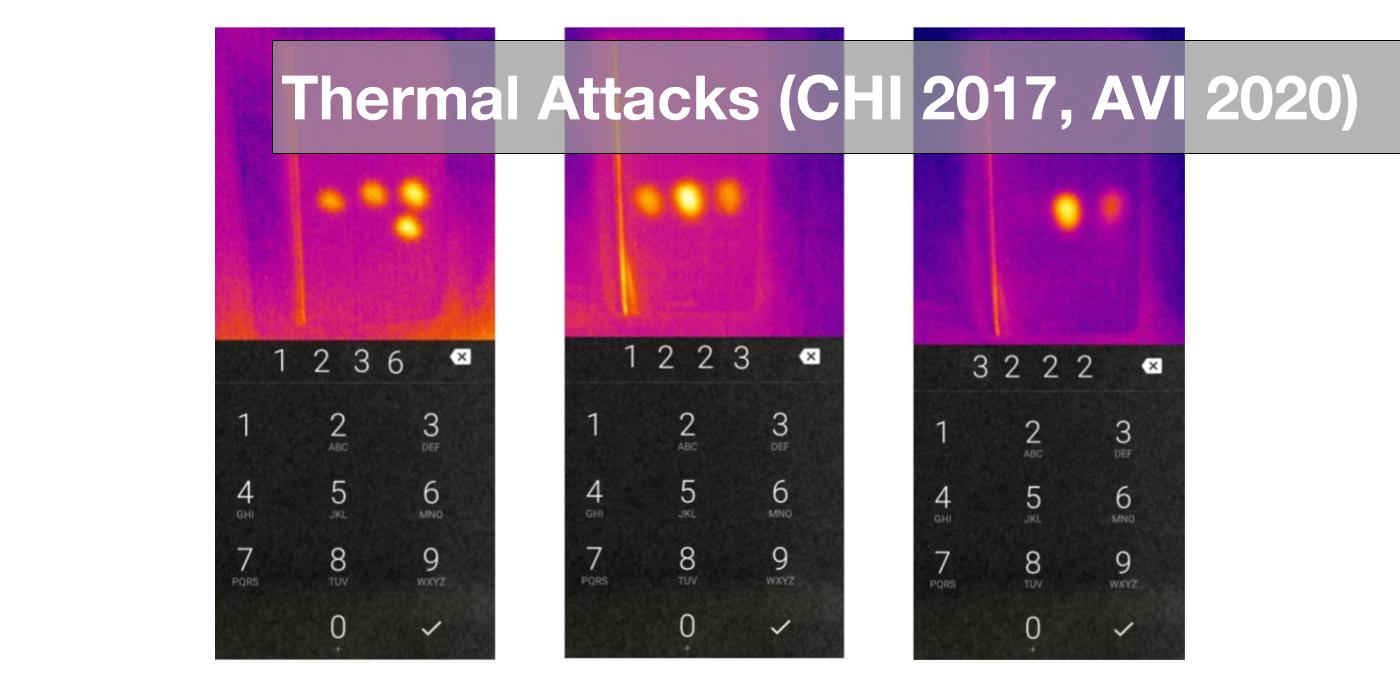 Thermal Attacks (CHI 2017, AVI 2020)
1 2 3 6
1 2 3
ABC DEF
4 5 6
GHI JKL MNO
7 8 9
PQRS TUV WXYZ
0
+
1 2 2 3
1 2 3
ABC DEF
4 5 6
GHI JKL MNO
7 8 9
PQRS TUV WXYZ
0
+
3 2 2 2
1 2 3
ABC DEF
4 5 6
GHI JKL MNO
7 8 9
PQRS TUV WXYZ
0
+